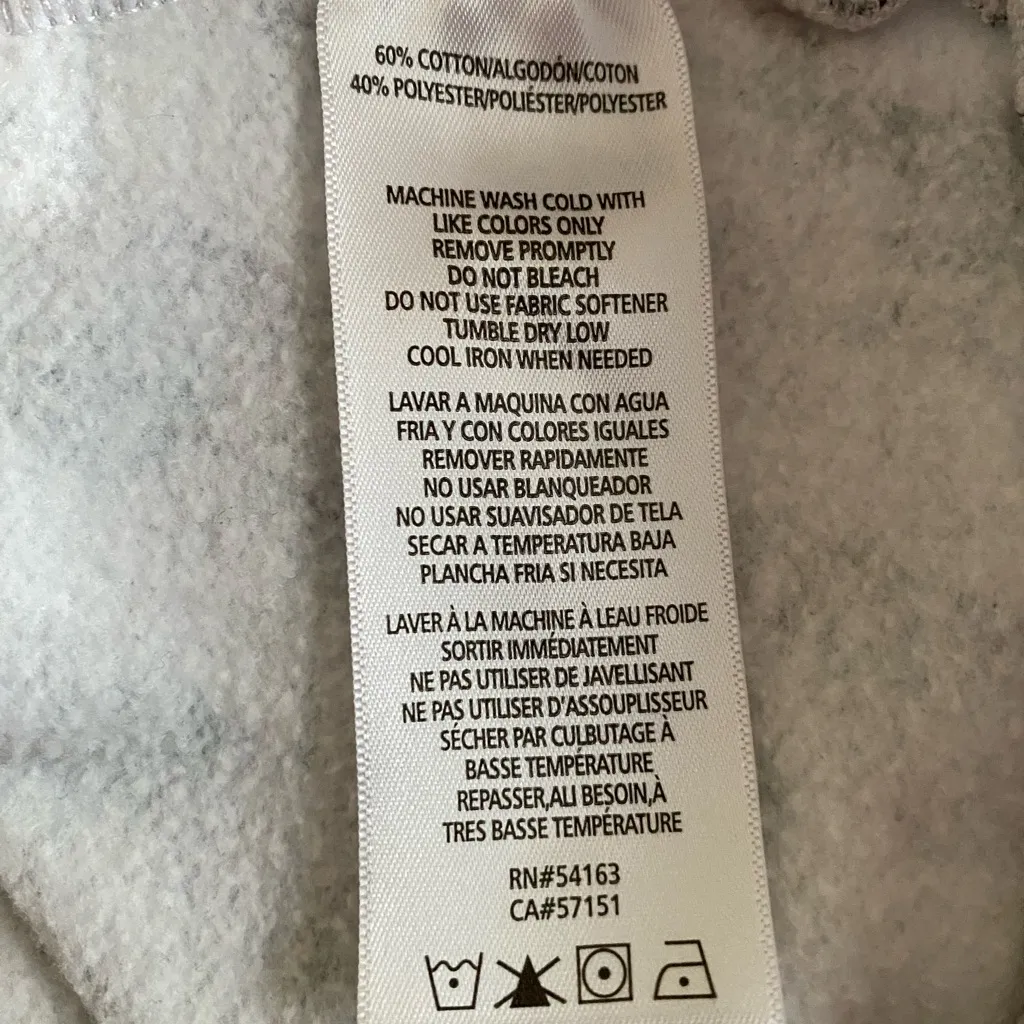 60% COTTON/ALGODÓN/COTON
40% POLYESTER/POLIÉSTER/POLYESTER
MACHINE WASH COLD WITH
LIKE COLORS ONLY
REMOVE PROMPTLY
DO NOT BLEACH
DO NOT USE FABRIC SOFTENER
TUMBLE DRY LOW
COOL IRON WHEN NEEDED
LAVAR A MAQUINA CON AGUA
FRIA Y CON COLORES IGUALES
REMOVER RAPIDAMENTE
NO USAR BLANQUEADOR
NO USAR SUAVISADOR DE TELA
SECAR A TEMPERATURA BAJA
PLANCHA FRIA SI NECESITA
LAVER À LA MACHINE À LEAU FROIDE
SORTIR IMMÉDIATEMENT
NE PAS UTILISER DE JAVELLISANT
NE PAS UTILISER D'ASSOUPLISSEUR
SÉCHER PAR CULBUTAGE À
BASSE TEMPÉRATURE
REPASSER,ALI BESOIN,À
TRES BASSE TEMPÉRATURE
RN#54163
CA#57151